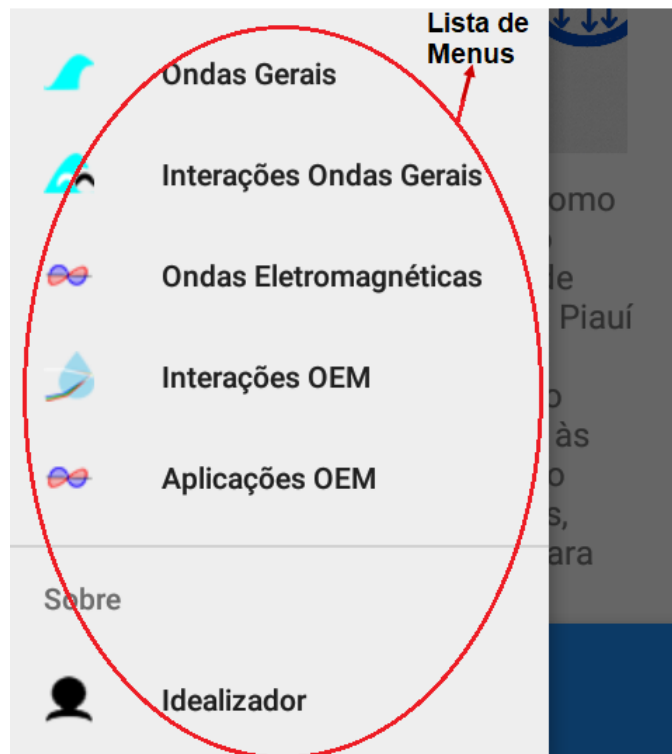 Lista de
Menus
Ondas Gerais
Interações Ondas Gerais
Ondas Eletromagnéticas
Interações OEM
Aplicações OEM
Sobre
Idealizador
omo
de
Piauí
o
às
o
s,
ara